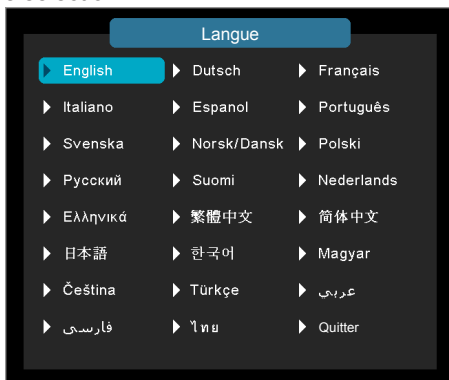 Langue
English Dutsch Français
Italiano Espanol Português
Svenska Norsk/Dansk Polski
Русский Suomi Nederlands
Ελληνικά 繁體中文 简体中文
日本語 한국어 Magyar
Čeština Türkçe عربي
فارسی ไทย Quitter